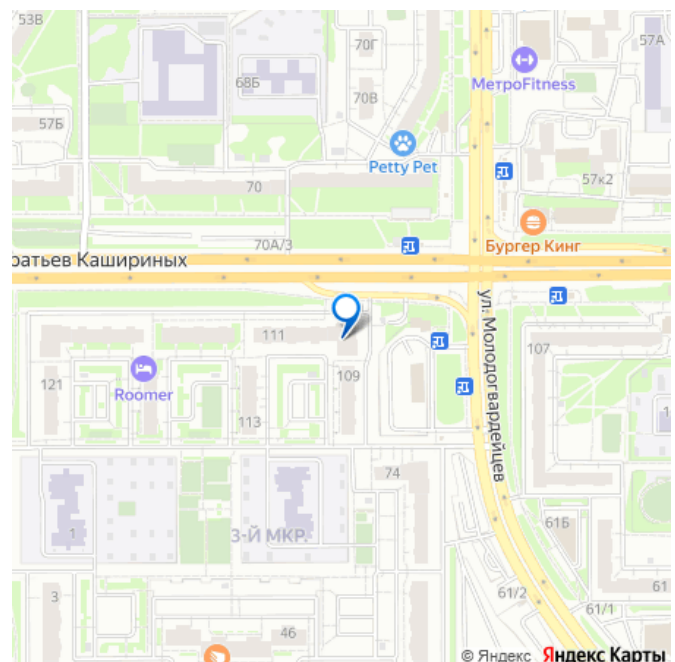 53В
57А
70Г
68Б
МетроFitness
70В
57Б
Petty Pet
57к2
70
Бургер Кинг
70А/3
ратьев Кашириных
ул. Молодогвардейцев
111
107
109
121
Roomer
113
74
1
3-Й МКР.
61Б
3
61/2
61
61/1
46
© Яндекс Яндекс Карты